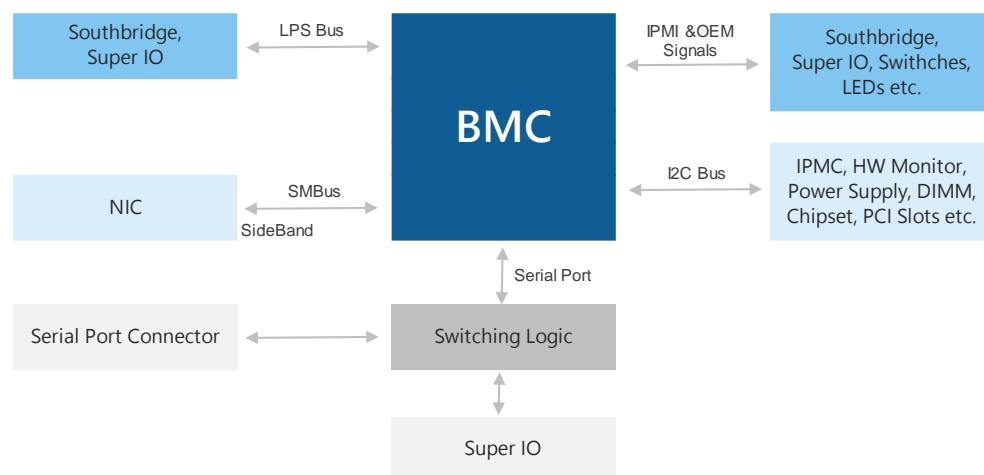 Southbridge,
Super IO
LPS Bus
BMC
IPMI &OEM
Signals
Southbridge,
Super IO, Swithches,
LEDs etc.
NIC
SMBus
SideBand
I2C Bus
IPMC, HW Monitor,
Power Supply, DIMM,
Chipset, PCI Slots etc.
Serial Port
Serial Port Connector
Switching Logic
Super IO